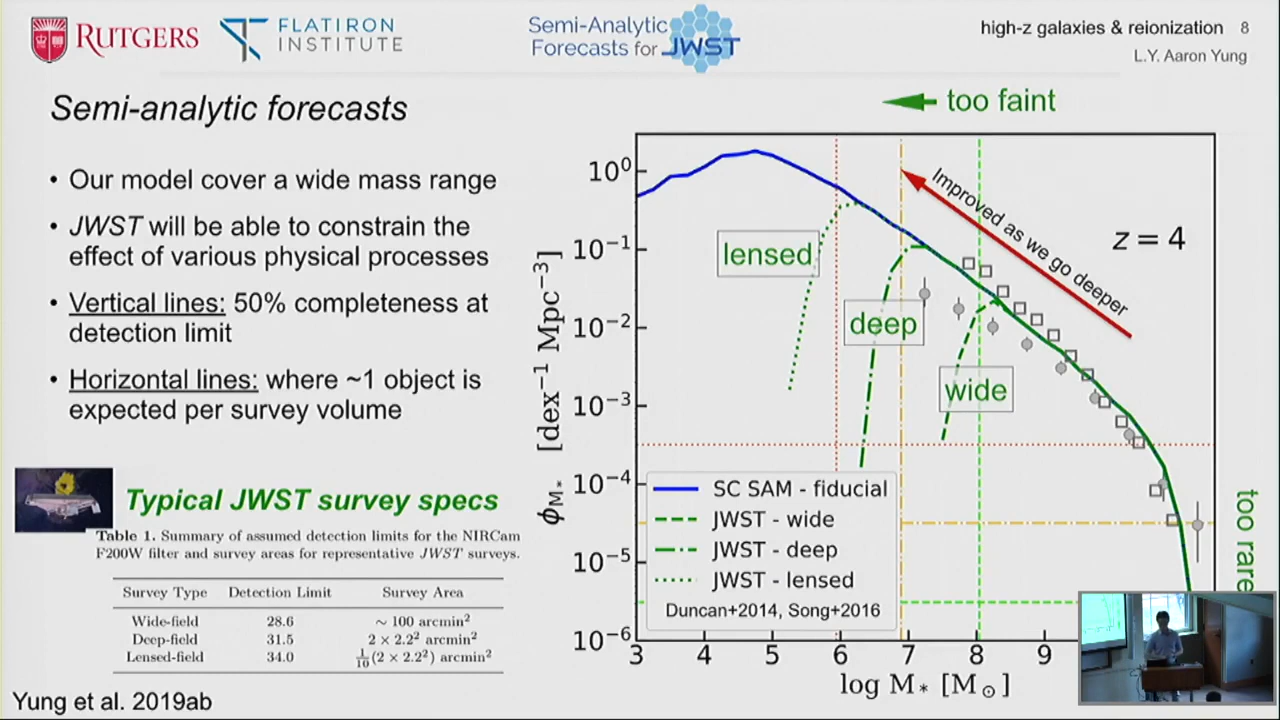 RUTGERS
FLATIRON
INSTITUTE
Semi-Analytic
Forecasts for JWST
high-z galaxies & reionization 8
L.Y. Aaron Yung
Semi-analytic forecasts
• Our model cover a wide mass range
• JWST will be able to constrain the
effect of various physical processes
• Vertical lines: 50% completeness at
detection limit
• Horizontal lines: where ~1 object is
expected per survey volume
Typical JWST survey specs
Table 1. Summary of assumed detection limits for the NIRCam
F200W filter and survey areas for representative JWST surveys.
Survey Type Detection Limit Survey Area
Wide-field 28.6 ~ 100 arcmin²
Deep-field 31.5 2 × 2.2² arcmin²
Lensed-field 34.0 1/10 (2 × 2.2²) arcmin²
Yung et al. 2019ab
too faint
Improved as we go deeper
z = 4
lensed
deep
wide
too rare
ϕM* [dex⁻¹ Mpc⁻³]
10⁰
10⁻¹
10⁻²
10⁻³
10⁻⁴
10⁻⁵
10⁻⁶
SC SAM - fiducial
JWST - wide
JWST - deep
JWST - lensed
Duncan+2014, Song+2016
3 4 5 6 7 8 9
log M* [M⊙]